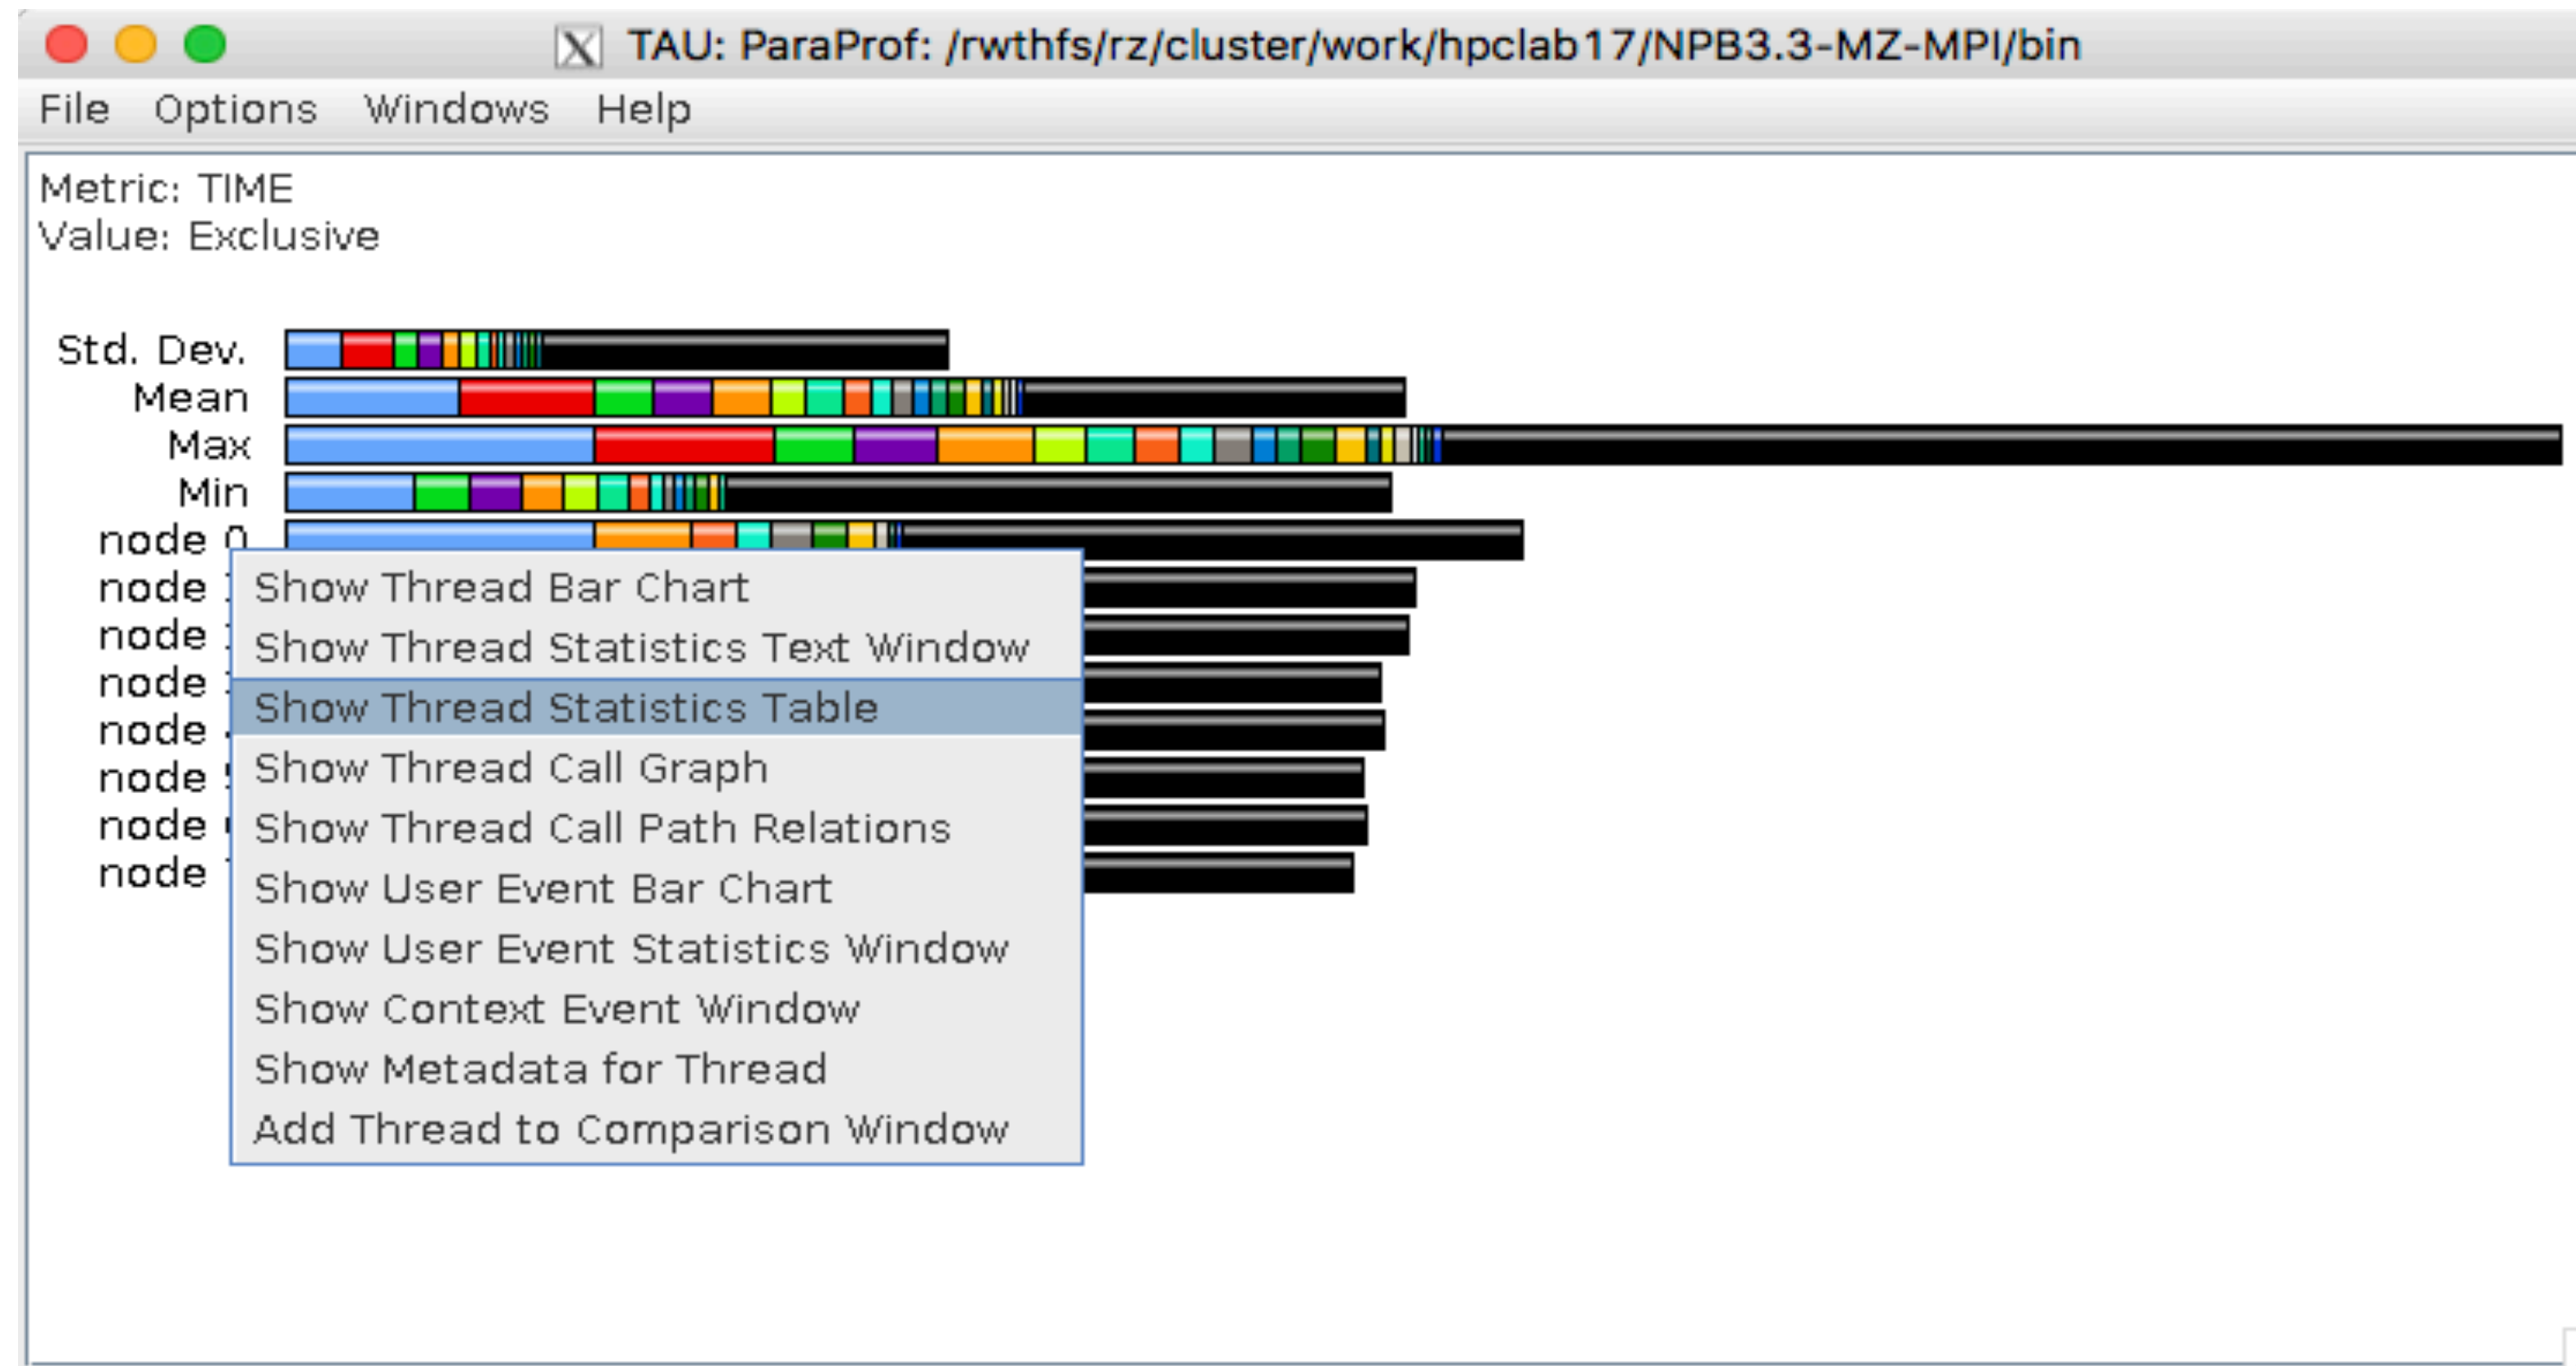 TAU: ParaProf: /rwthfs/rz/cluster/work/hpclab17/NPB3.3-MZ-MPI/bin
File Options Windows Help
Metric: TIME
Value: Exclusive
Std. Dev.
Mean
Max
Min
node 0
node
node
node
node
node
node
node
Show Thread Bar Chart
Show Thread Statistics Text Window
Show Thread Statistics Table
Show Thread Call Graph
Show Thread Call Path Relations
Show User Event Bar Chart
Show User Event Statistics Window
Show Context Event Window
Show Metadata for Thread
Add Thread to Comparison Window